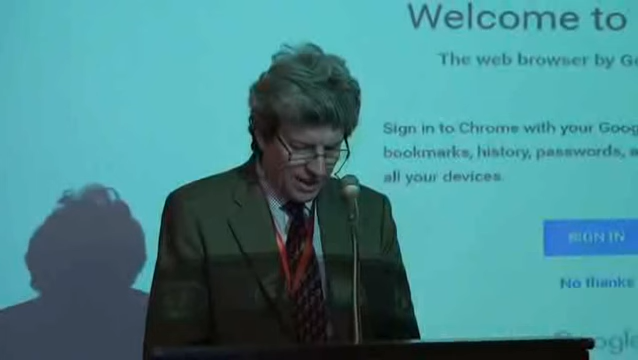 Welcome to
The web browser by
Sign in to Chrome with your
bookmarks, history, passwords,
all your devices.
SIGN IN
No thanks